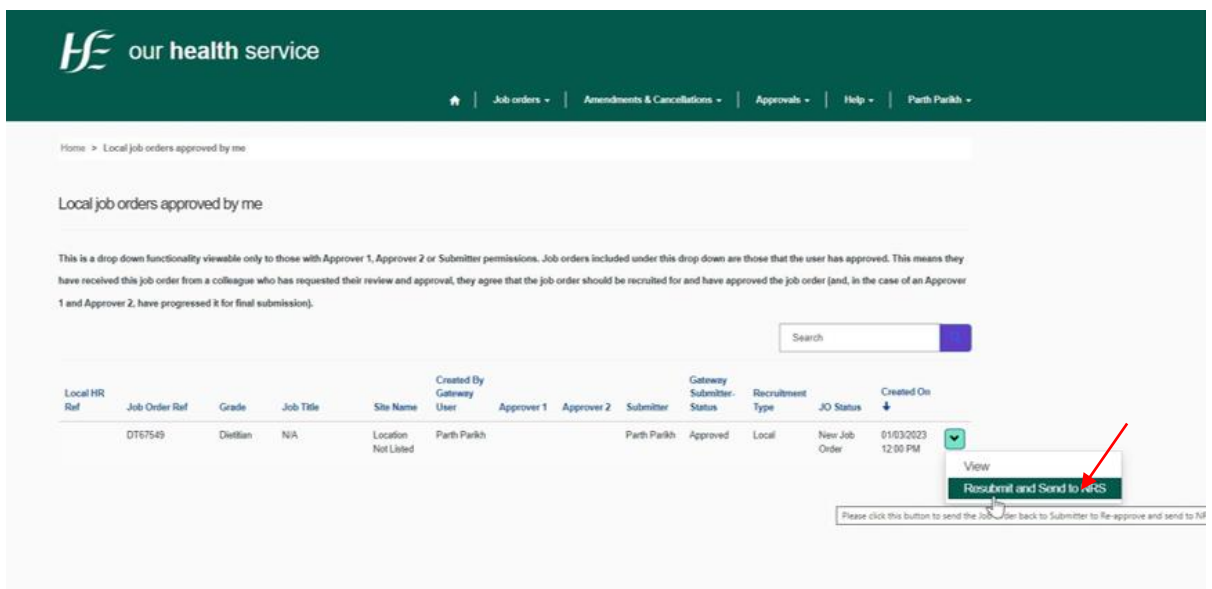 our health service
Job orders | Amendments & Cancellations | Approvals | Help | Parth Parikh
Home > Local job orders approved by me
Local job orders approved by me
This is a drop down functionality viewable only to those with Approver 1, Approver 2 or Submitter permissions. Job orders included under this drop down are those that the user has approved. This means they
have received this job order from a colleague who has requested their review and approval, they agree that the job order should be recruited for and have approved the job order (and, in the case of an Approver
1 and Approver 2, have progressed it for final submission).
Search
Local HR Ref Job Order Ref Grade Job Title Site Name Created By Gateway User Approver 1 Approver 2 Submitter Gateway Submitter- Status Recruitment Type JO Status Created On
DT67549 Dietitian N/A Location Not Listed Parth Parikh Parth Parikh Approved Local New Job Order 01/03/2023 12:00 PM
View
Resubmit and Send to NRS
Please click this button to send the Job Order back to Submitter to Re-approve and send to NR